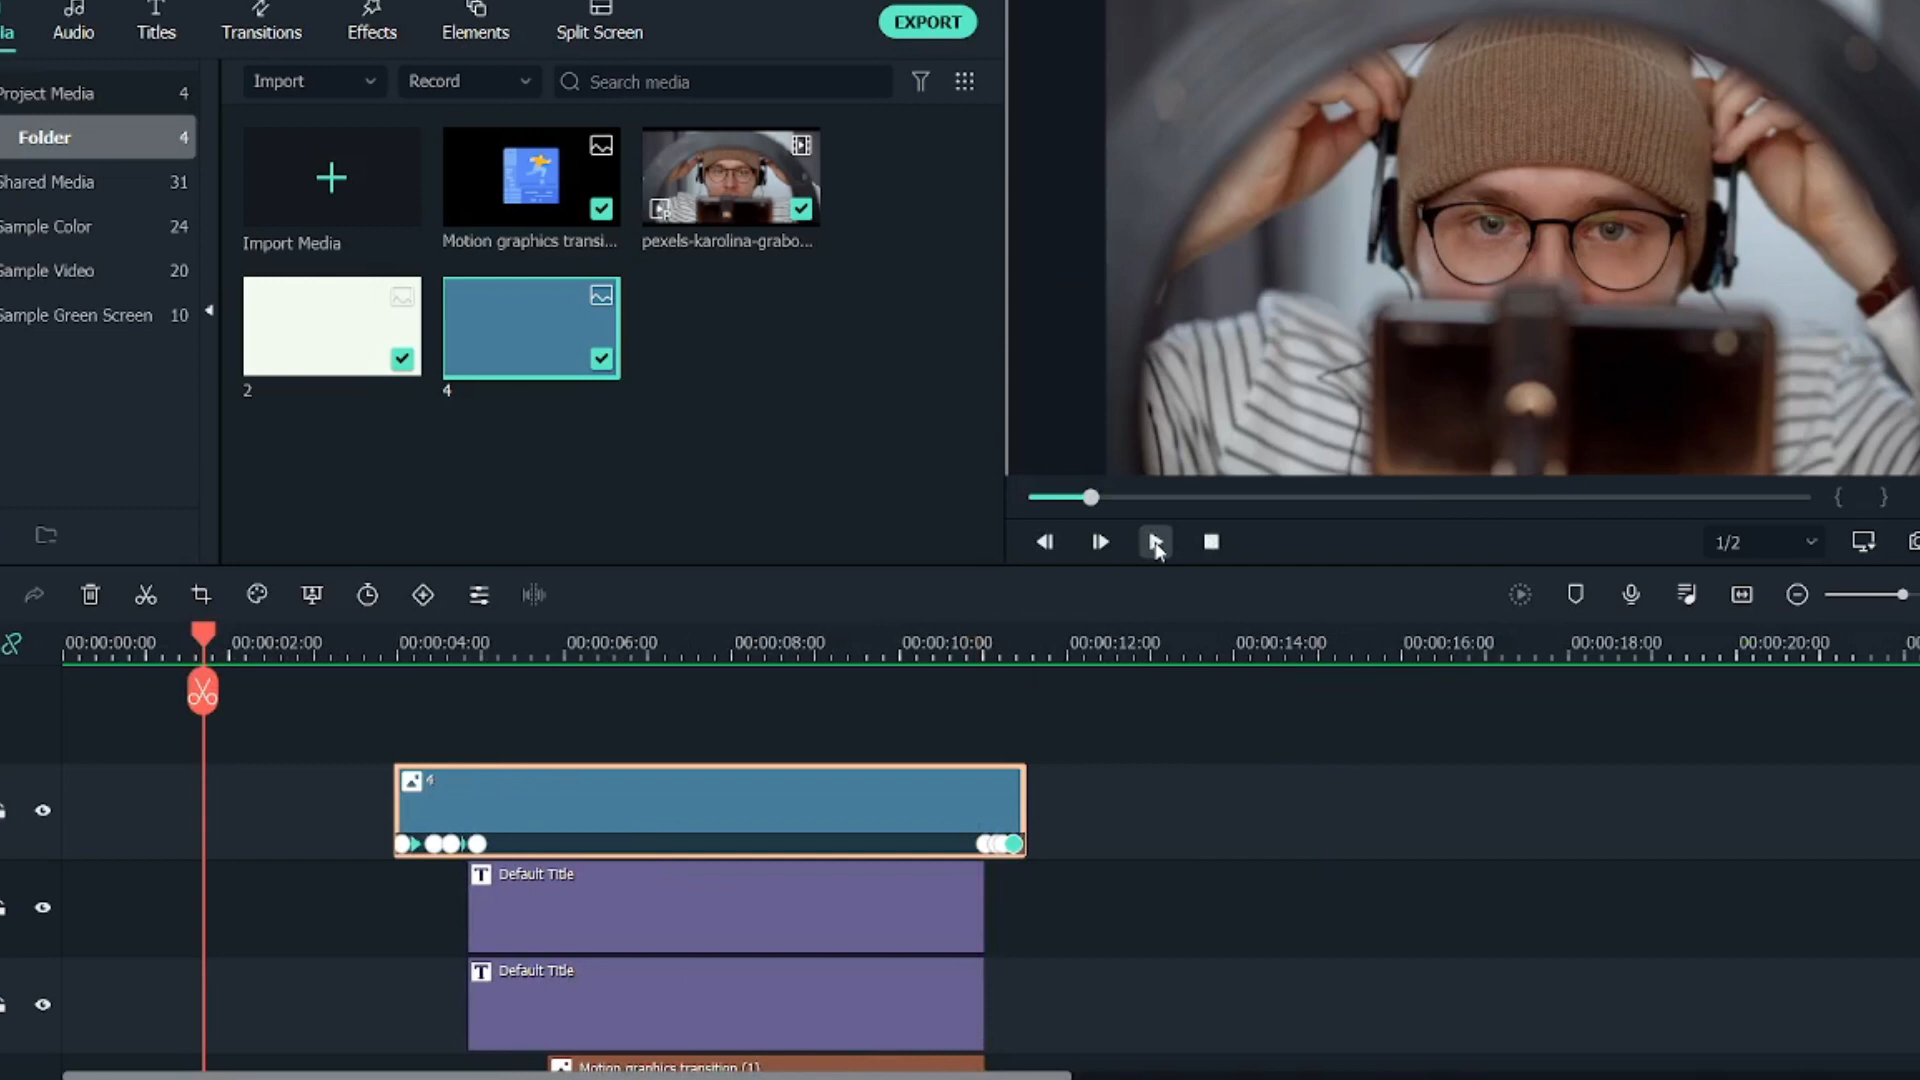 la
Audio
Titles
Transitions
Effects
Elements
Split Screen
EXPORT
Import
Record
Search media
Project Media 4
Folder 4
Shared Media 31
Sample Color 24
Sample Video 20
Sample Green Screen 10
Import Media
Motion graphics transi...
pexels-karolina-grabo...
2
4
{ }
1/2
00:00:00:00
00:00:02:00
00:00:04:00
00:00:06:00
00:00:08:00
00:00:10:00
00:00:12:00
00:00:14:00
00:00:16:00
00:00:18:00
00:00:20:00
4
T Default Title
T Default Title
Motion graphics transition (1)